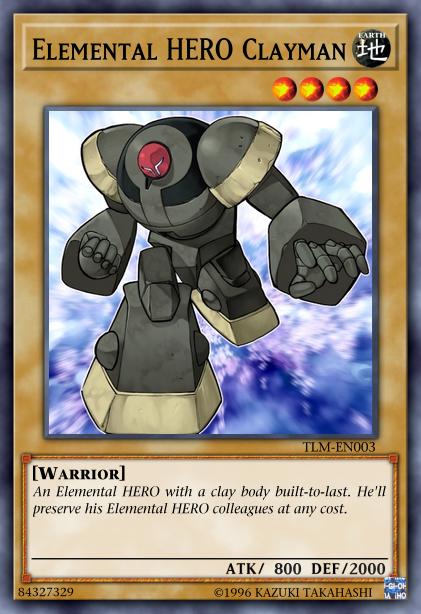 ELEMENTAL HERO CLAYMAN
EARTH
地
TLM-EN003
[WARRIOR]
An Elemental HERO with a clay body built-to-last. He'll
preserve his Elemental HERO colleagues at any cost.
ATK/ 800 DEF/2000
84327329
©1996 KAZUKI TAKAHASHI